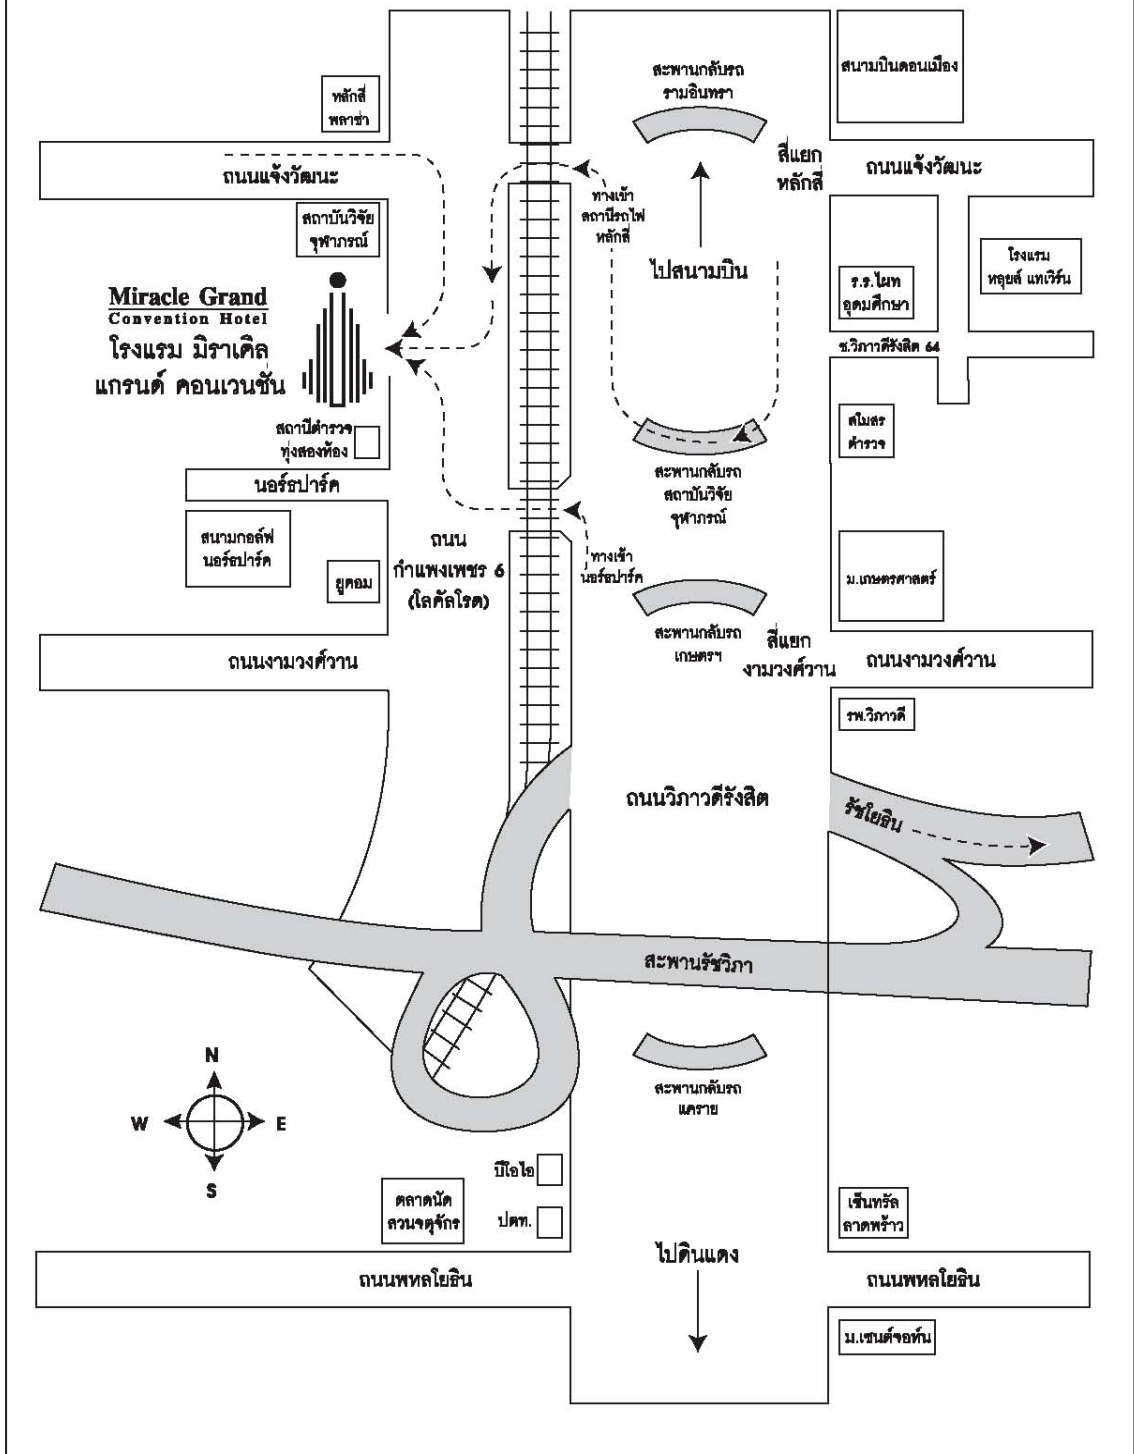 สนามบินดอนเมือง
สะพานกลับรถ
รามอินทรา
หลักสี่
พลาซ่า
สี่แยก
หลักสี่
ถนนแจ้งวัฒนะ
ถนนแจ้งวัฒนะ
ทางเข้า
สถานีรถไฟ
หลักสี่
สถาบันวิจัย
จุฬาภรณ์
ไปสนามบิน
โรงแรม
หลุยส์ แทเวิร์น
ร.ร.ไผท
อุดมศึกษา
Miracle Grand
Convention Hotel
โรงแรม มิราเคิล
แกรนด์ คอนเวนชั่น
ซ.วิภาวดีรังสิต 64
สโมสร
ตำรวจ
สถานีตำรวจ
ทุ่งสองห้อง
สะพานกลับรถ
สถาบันวิจัย
จุฬาภรณ์
นอร์ธปาร์ค
สนามกอล์ฟ
นอร์ธปาร์ค
ถนน
กำแพงเพชร 6
(โลคัลโรด)
ทางเข้า
นอร์ธปาร์ค
ยูคอม
ม.เกษตรศาสตร์
สะพานกลับรถ
เกษตรฯ
สี่แยก
งามวงศ์วาน
ถนนงามวงศ์วาน
ถนนงามวงศ์วาน
รพ.วิภาวดี
ถนนวิภาวดีรังสิต
รัชโยธิน
สะพานรัชวิภา
N
W
E
S
สะพานกลับรถ
แคราย
บีโอไอ
ปตท.
ตลาดนัด
สวนจตุจักร
เซ็นทรัล
ลาดพร้าว
ไปดินแดง
ถนนพหลโยธิน
ถนนพหลโยธิน
ม.เซนต์จอห์น